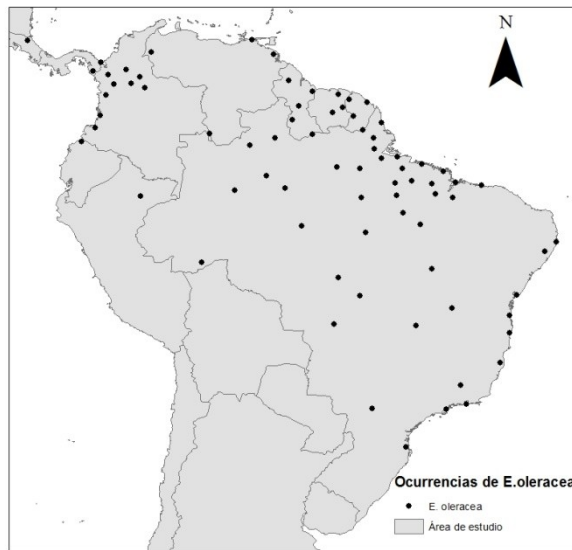 N
Ocurrencias de E.oleracea
E. oleracea
Área de estudio